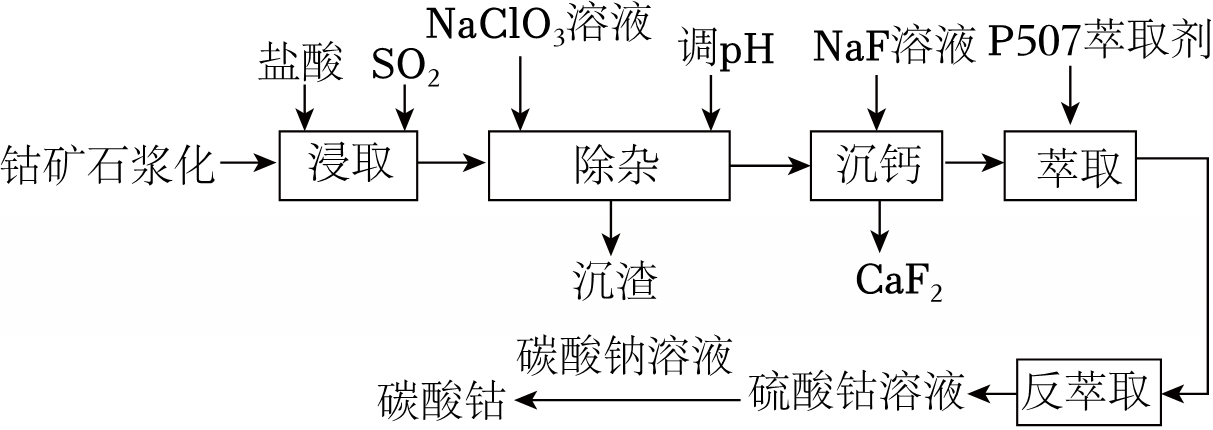 NaClO₃溶液
盐酸
SO₂
调pH
NaF溶液
P507萃取剂
钴矿石浆化
浸取
除杂
沉钙
萃取
沉渣
CaF₂
碳酸钴
碳酸钠溶液
硫酸钴溶液
反萃取